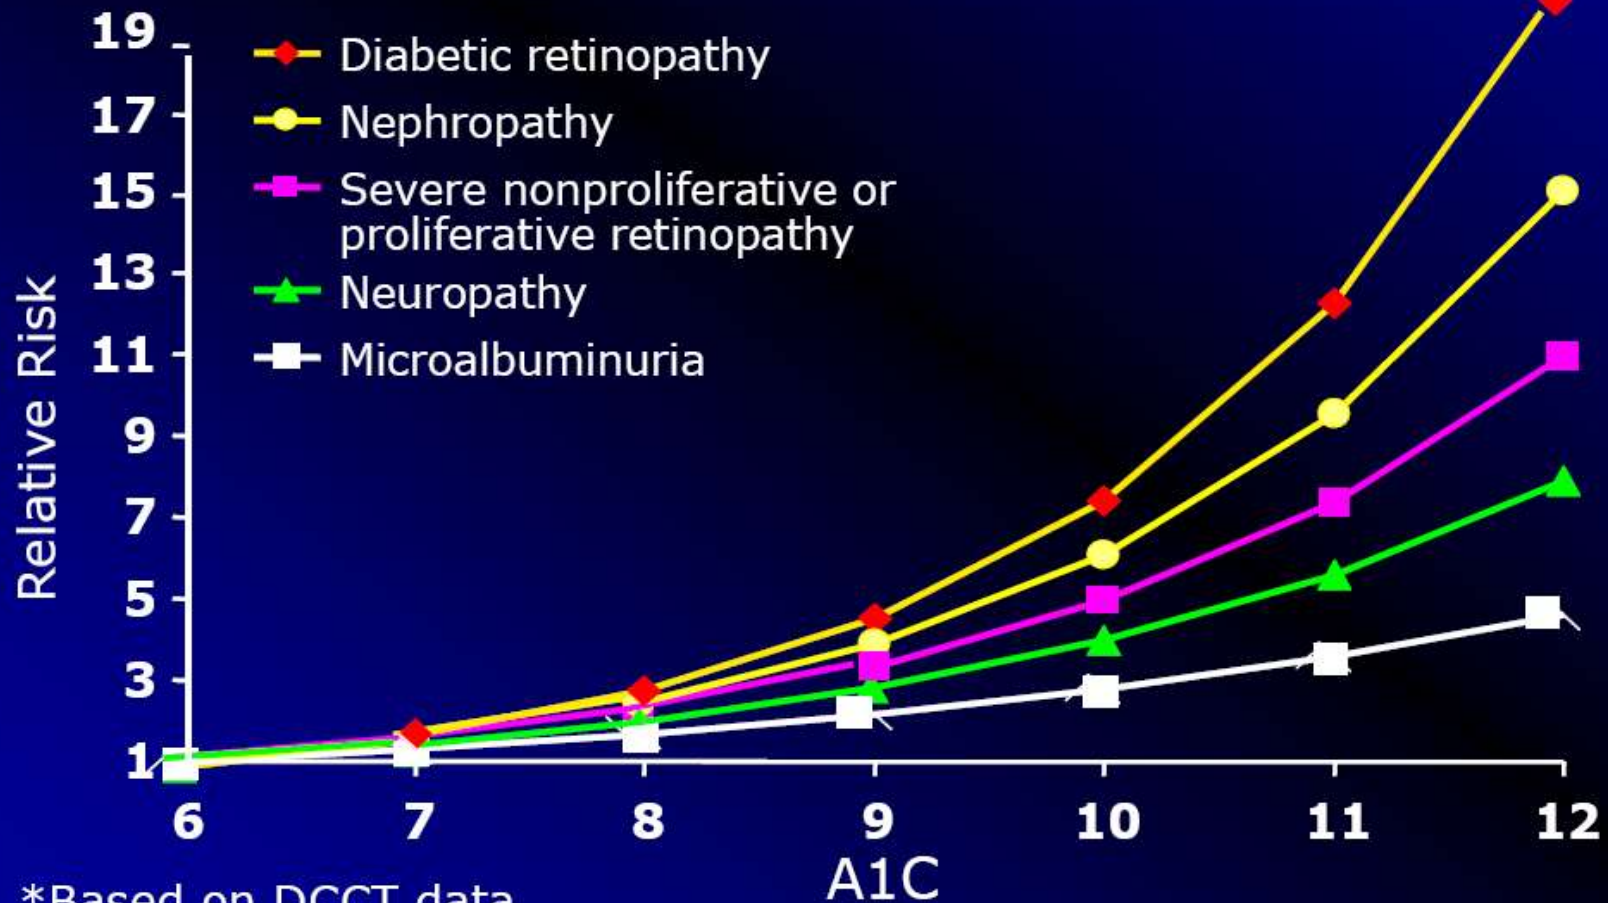 19
17
15
13
11
9
7
5
3
1
Relative Risk
Diabetic retinopathy
Nephropathy
Severe nonproliferative or
proliferative retinopathy
Neuropathy
Microalbuminuria
6 7 8 9 10 11 12
A1C
*Based on DCCT data